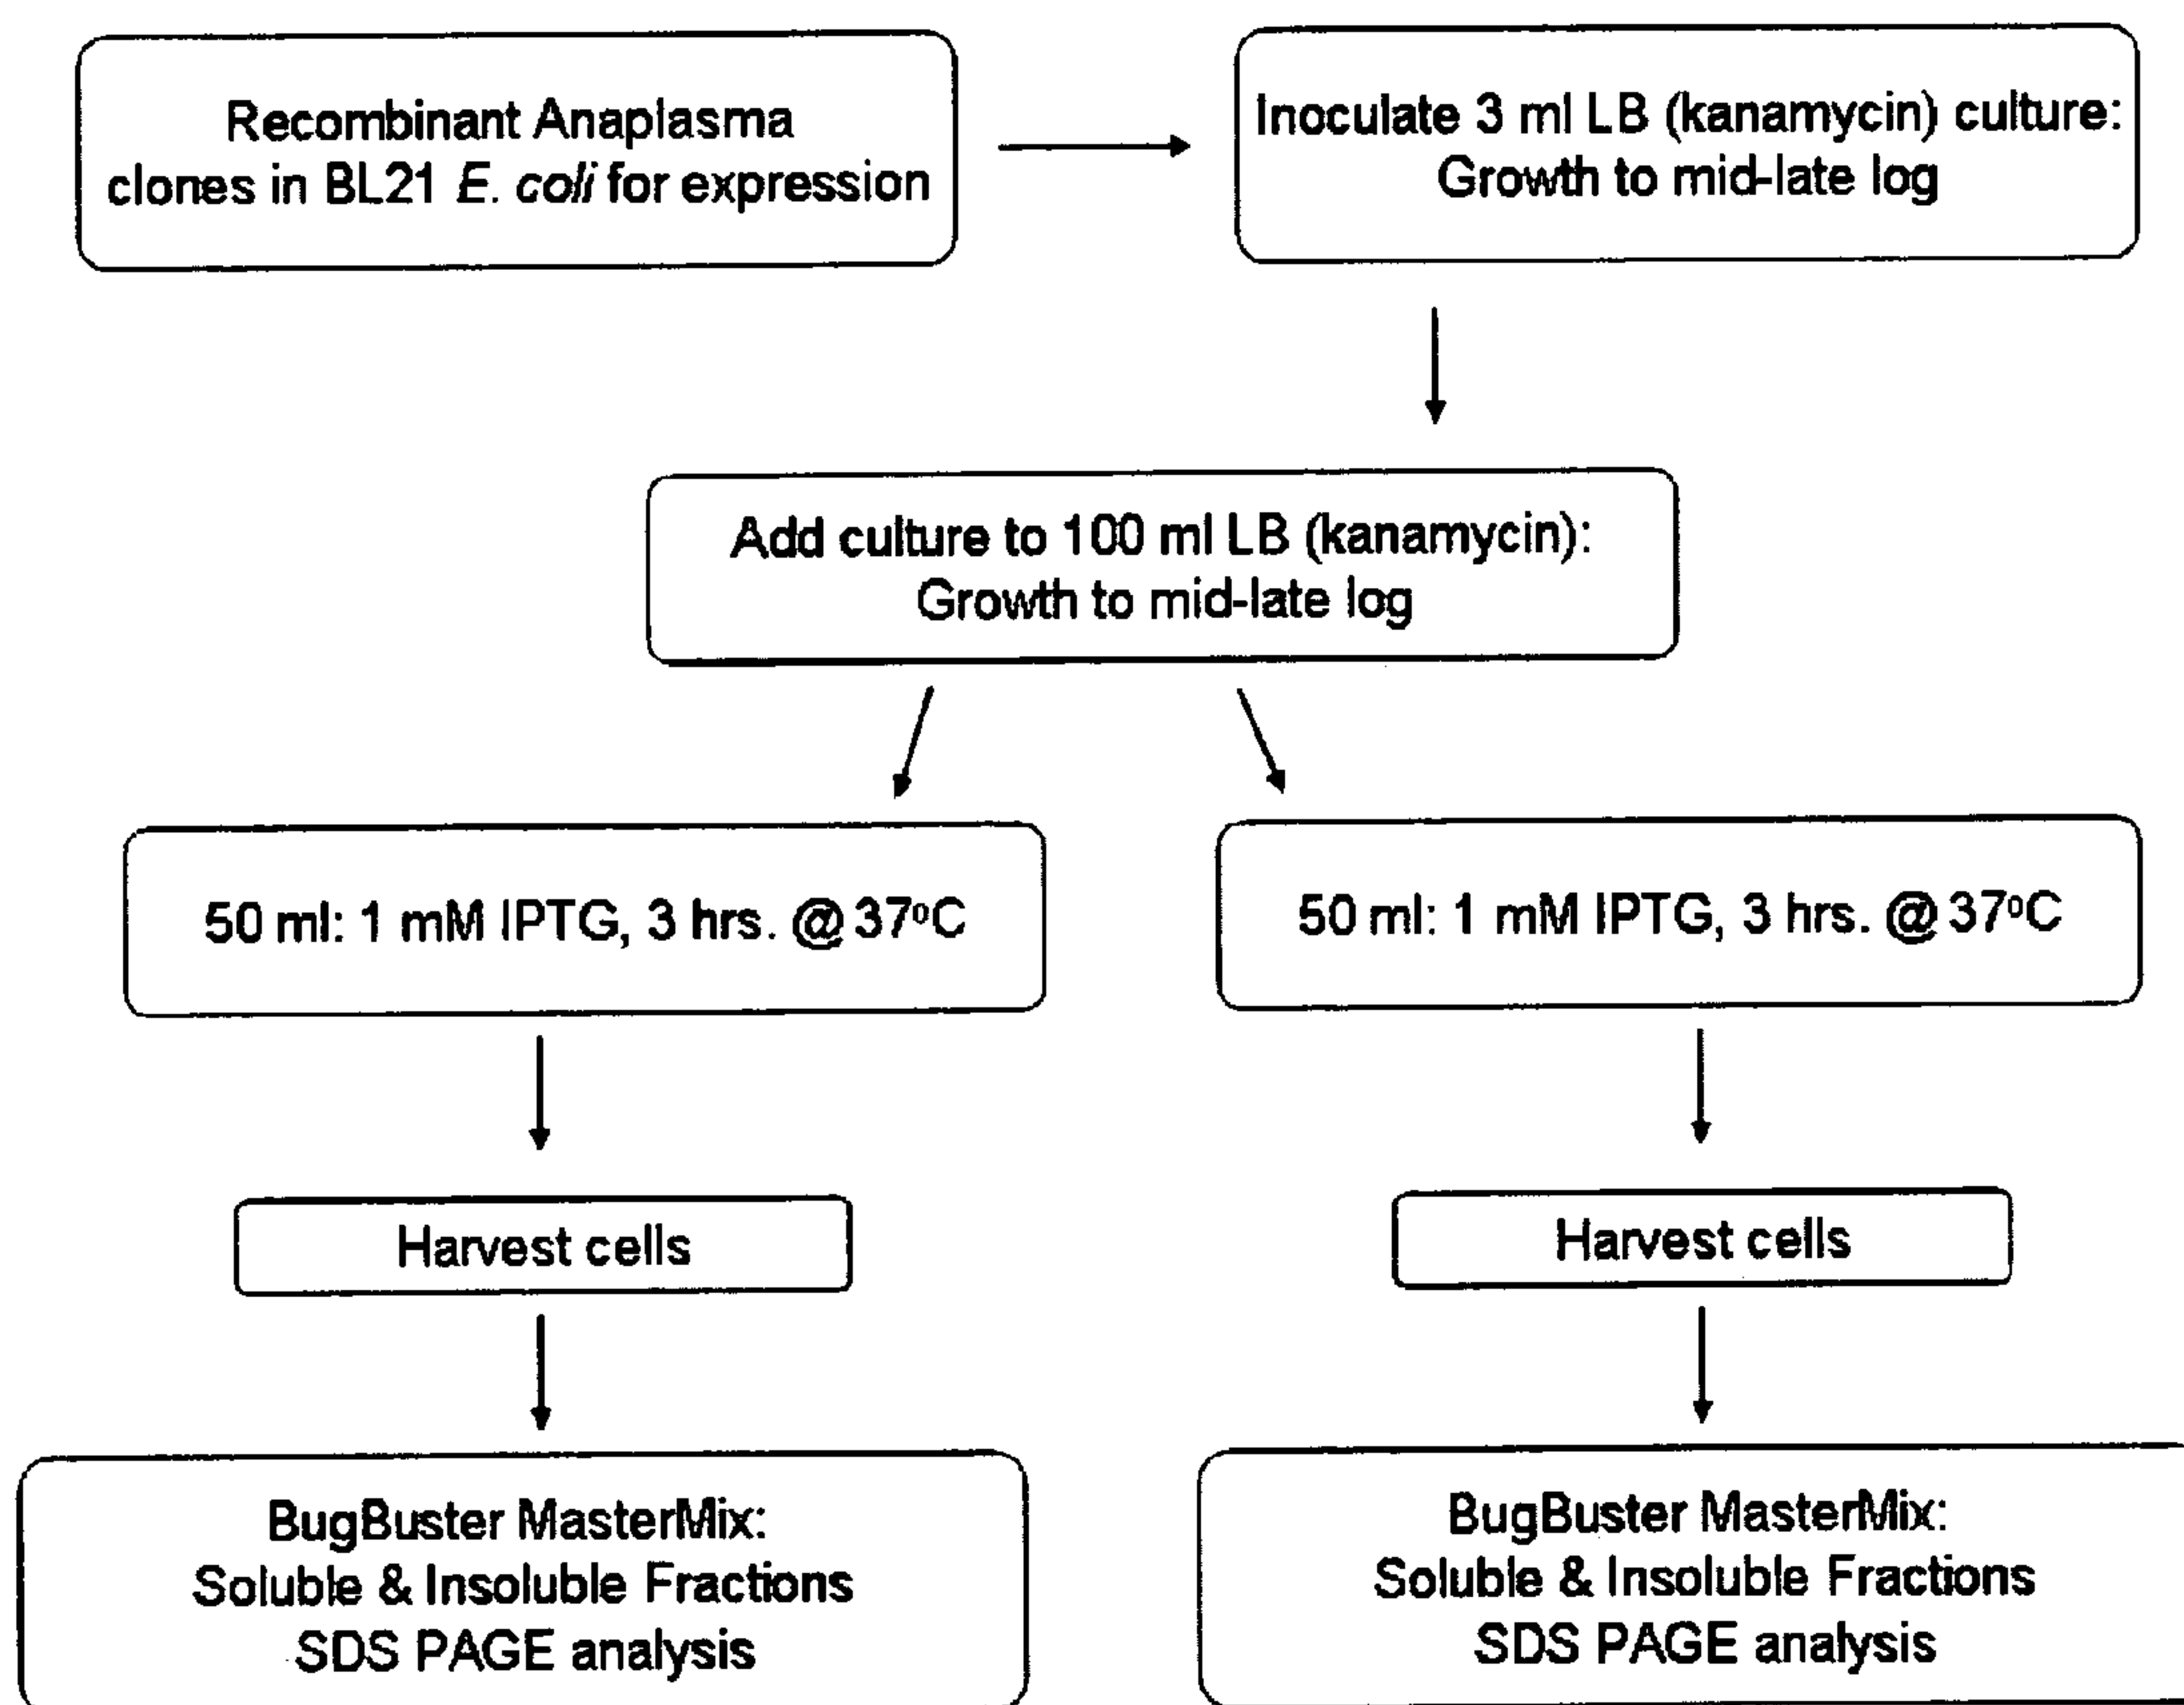 Recombinant Anaplasma
clones in BL21 E. coli for expression
Inoculate 3 ml LB (kanamycin) culture:
Growth to mid-late log
Add culture to 100 ml LB (kanamycin):
Growth to mid-late log
50 ml: 1 mM IPTG, 3 hrs. @ 37ºC
50 ml: 1 mM IPTG, 3 hrs. @ 37ºC
Harvest cells
Harvest cells
BugBuster MasterMix:
Soluble & Insoluble Fractions
SDS PAGE analysis
BugBuster MasterMix:
Soluble & Insoluble Fractions
SDS PAGE analysis